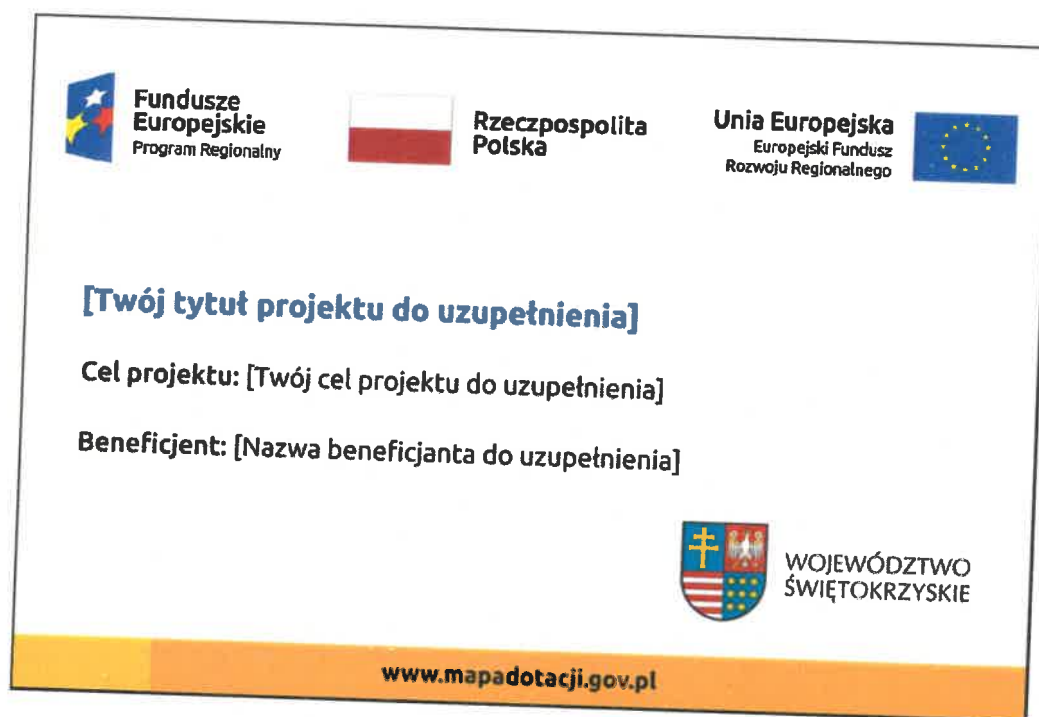 Fundusze
Europejskie
Program Regionalny
Rzeczpospolita
Polska
Unia Europejska
Europejski Fundusz
Rozwoju Regionalnego
[Twój tytuł projektu do uzupełnienia]
Cel projektu: [Twój cel projektu do uzupełnienia]
Beneficjent: [Nazwa beneficjanta do uzupełnienia]
WOJEWÓDZTWO
ŚWIĘTOKRZYSKIE
www.mapadotacji.gov.pl